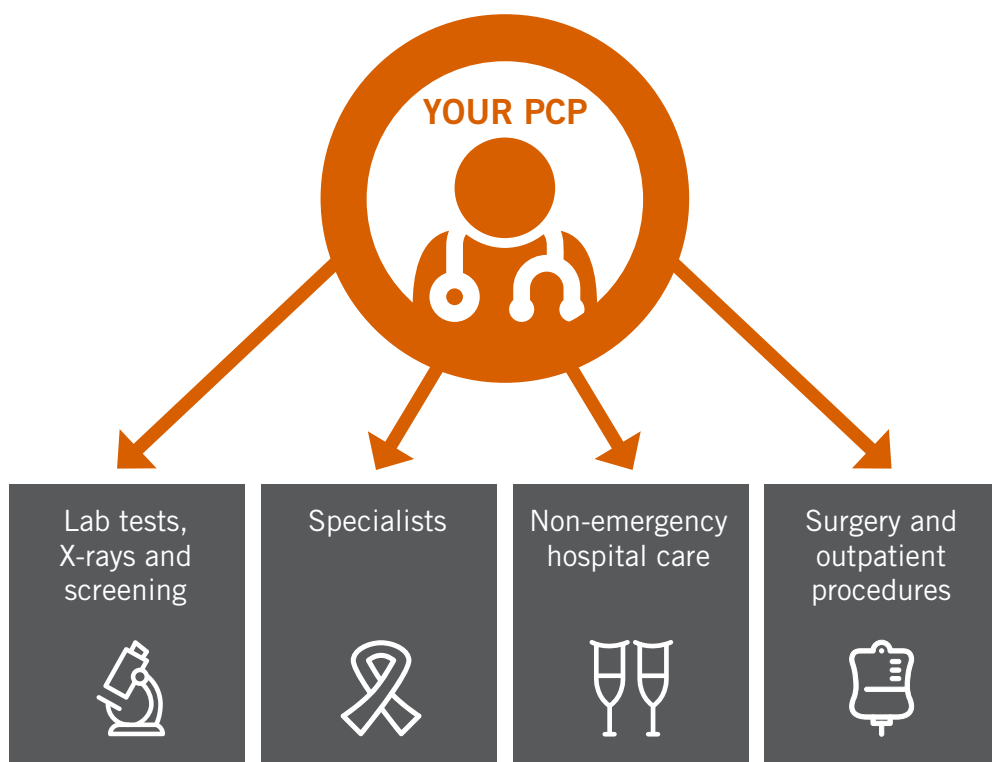 YOUR PCP
Lab tests,
X-rays and
screening
Specialists
Non-emergency
hospital care
Surgery and
outpatient
procedures